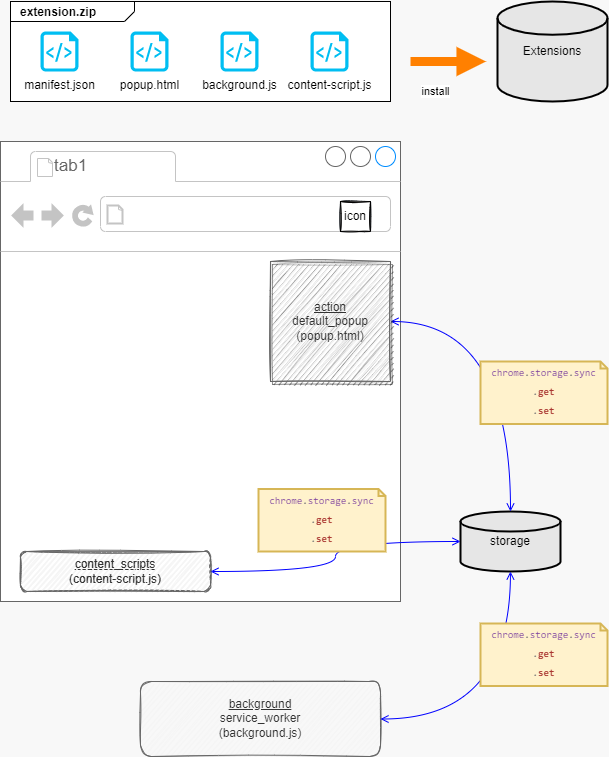 extension.zip
manifest.json
popup.html
background.js
content-script.js
install
Extensions
tab1
icon
action
default_popup
(popup.html)
chrome.storage.sync
.get
.set
chrome.storage.sync
.get
.set
storage
content_scripts
(content-script.js)
chrome.storage.sync
.get
.set
background
service_worker
(background.js)